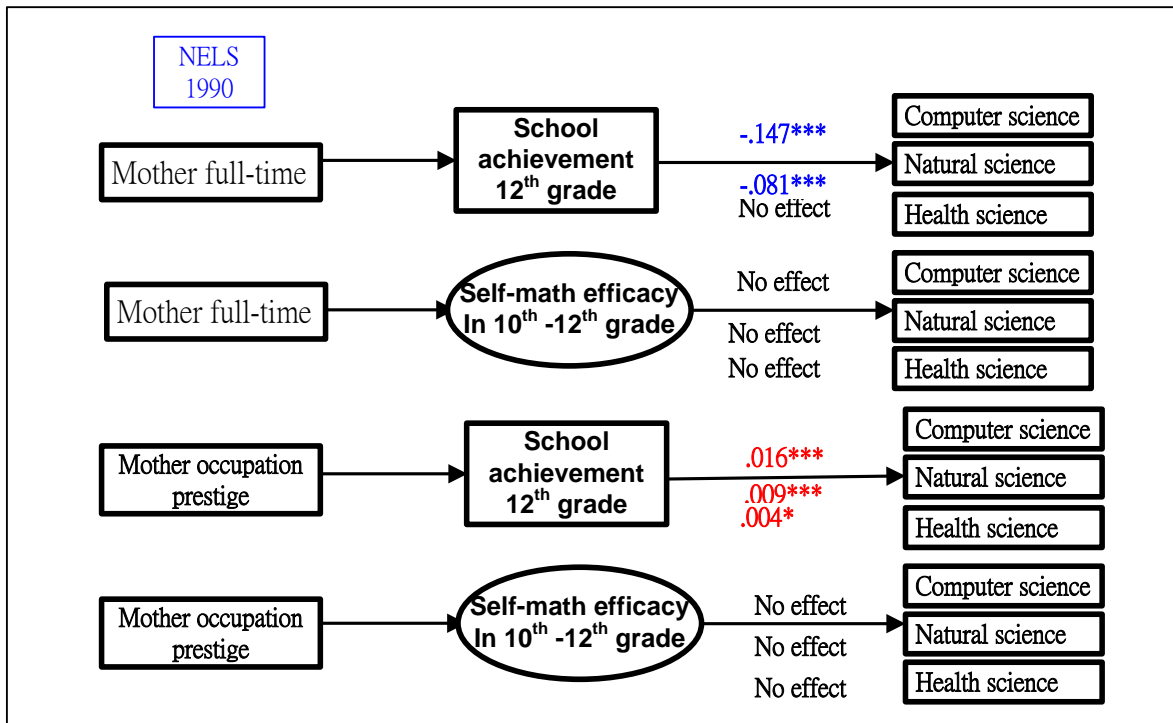 NELS
1990
Mother full-time
School
achievement
12th grade
-.147***
-.081***
No effect
Computer science
Natural science
Health science
Mother full-time
Self-math efficacy
In 10th -12th grade
No effect
No effect
No effect
Computer science
Natural science
Health science
Mother occupation
prestige
School
achievement
12th grade
.016***
.009***
.004*
Computer science
Natural science
Health science
Mother occupation
prestige
Self-math efficacy
In 10th -12th grade
No effect
No effect
No effect
Computer science
Natural science
Health science